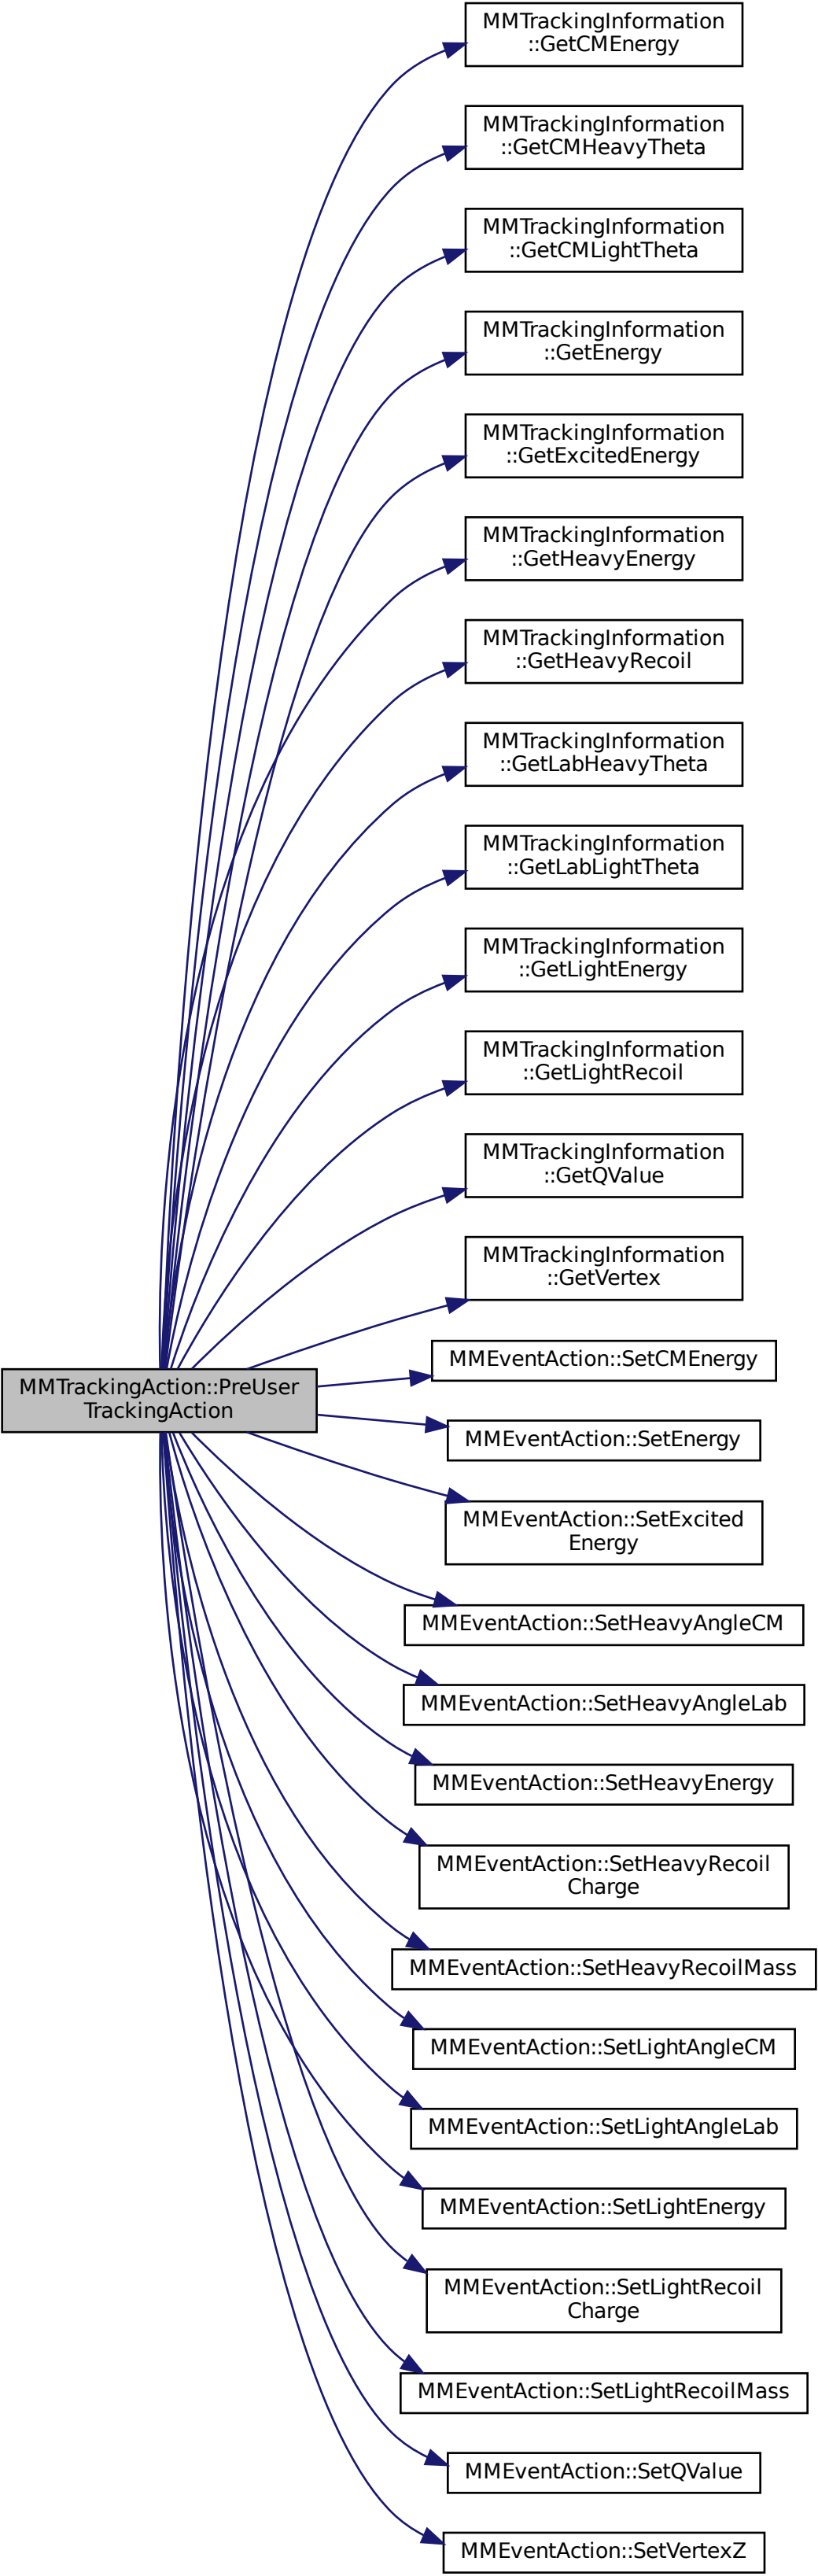 MMTrackingInformation
::GetCMEnergy
MMTrackingInformation
::GetCMHeavyTheta
MMTrackingInformation
::GetCMLightTheta
MMTrackingInformation
::GetEnergy
MMTrackingInformation
::GetExcitedEnergy
MMTrackingInformation
::GetHeavyEnergy
MMTrackingInformation
::GetHeavyRecoil
MMTrackingInformation
::GetLabHeavyTheta
MMTrackingInformation
::GetLabLightTheta
MMTrackingInformation
::GetLightEnergy
MMTrackingInformation
::GetLightRecoil
MMTrackingInformation
::GetQValue
MMTrackingInformation
::GetVertex
MMEventAction::SetCMEnergy
MMTrackingAction::PreUser
TrackingAction
MMEventAction::SetEnergy
MMEventAction::SetExcited
Energy
MMEventAction::SetHeavyAngleCM
MMEventAction::SetHeavyAngleLab
MMEventAction::SetHeavyEnergy
MMEventAction::SetHeavyRecoil
Charge
MMEventAction::SetHeavyRecoilMass
MMEventAction::SetLightAngleCM
MMEventAction::SetLightAngleLab
MMEventAction::SetLightEnergy
MMEventAction::SetLightRecoil
Charge
MMEventAction::SetLightRecoilMass
MMEventAction::SetQValue
MMEventAction::SetVertexZ